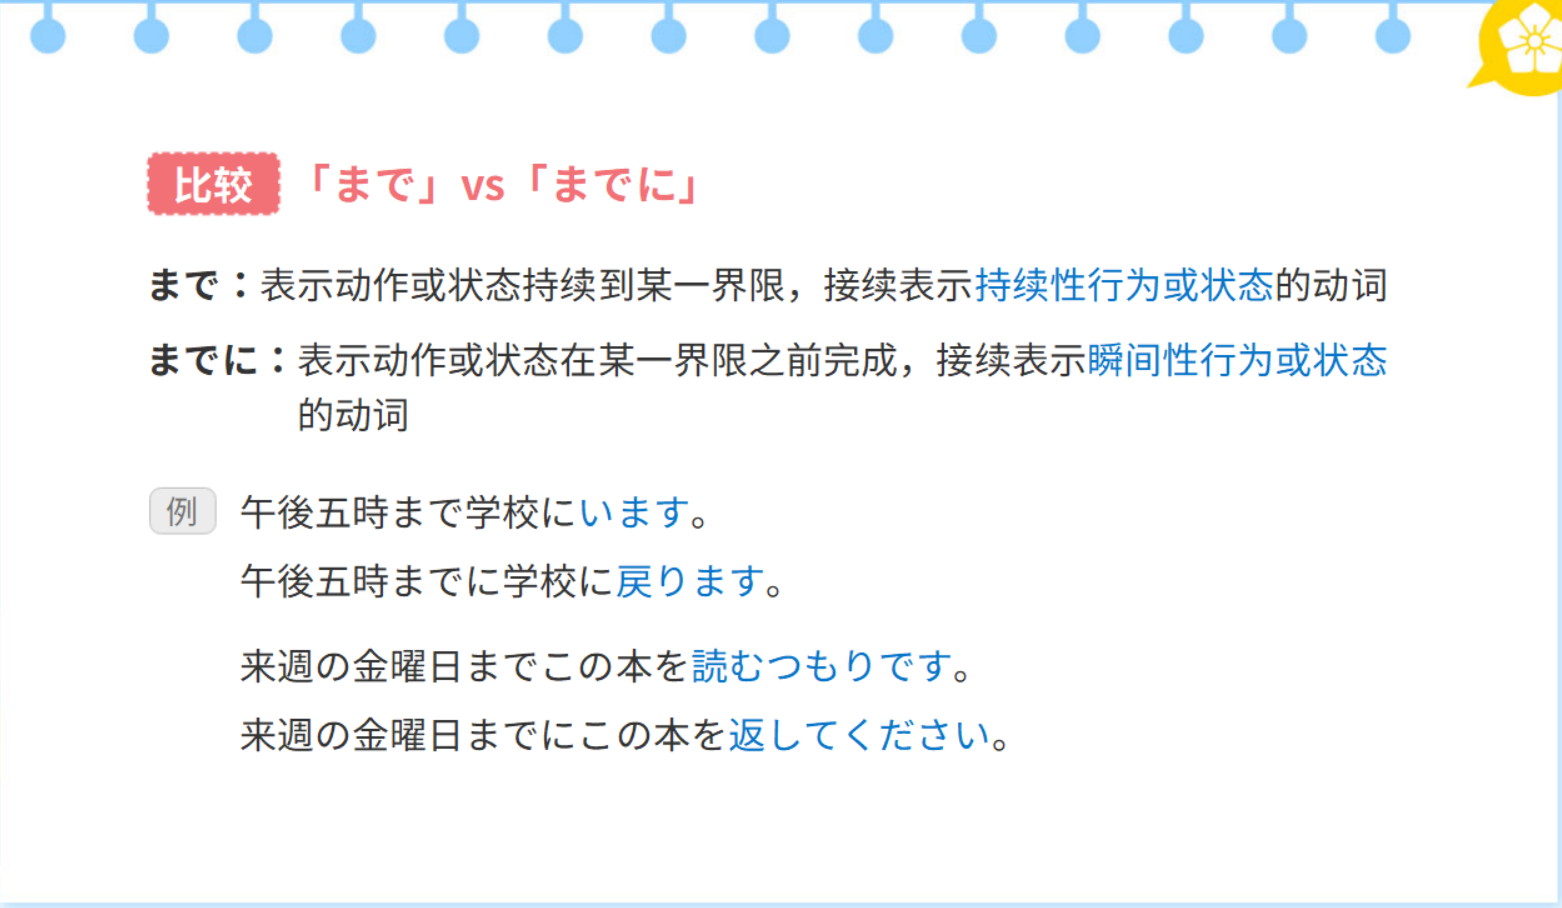 比较 「まで」vs「までに」
まで：表示动作或状态持续到某一界限，接续表示持续性行为或状态的动词
までに：表示动作或状态在某一界限之前完成，接续表示瞬间性行为或状态
的动词
例 午後五時まで学校にいます。
午後五時までに学校に戻ります。
来週の金曜日までこの本を読むつもりです。
来週の金曜日までにこの本を返してください。